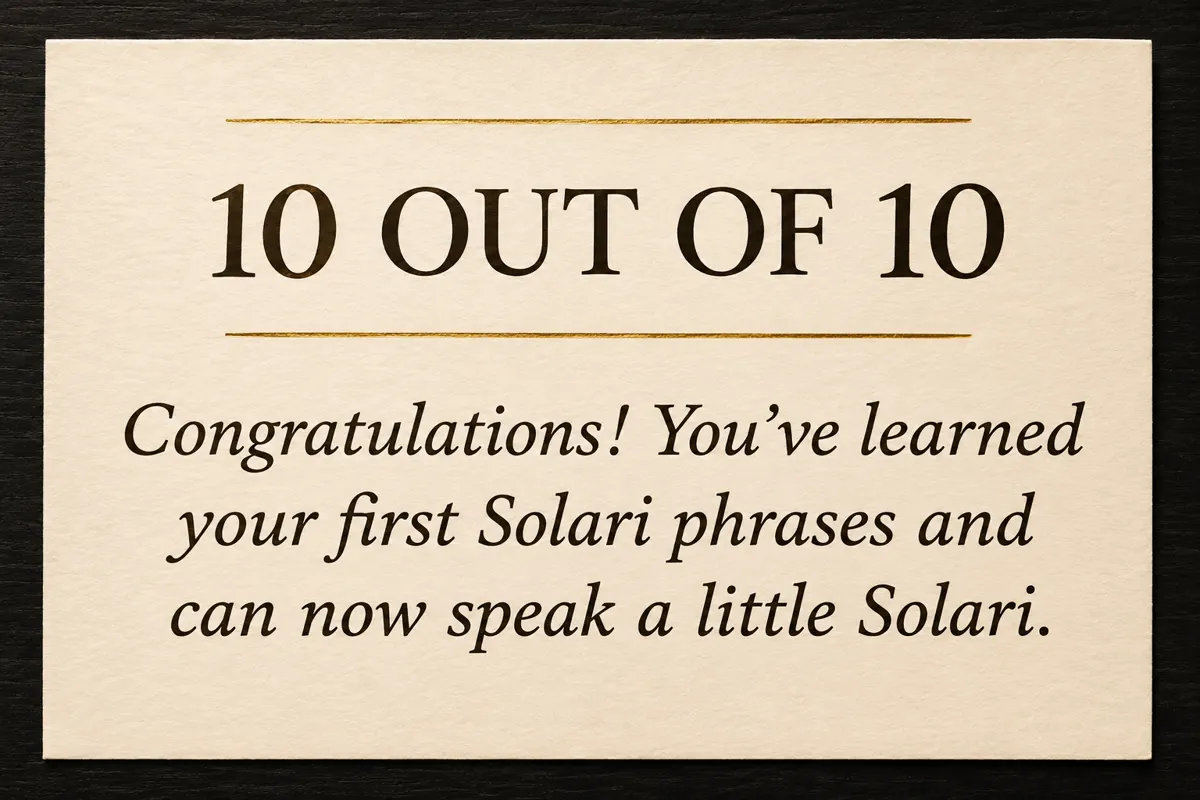 10 OUT OF 10
Congratulations! You’ve learned
your first Solari phrases and
can now speak a little Solari.